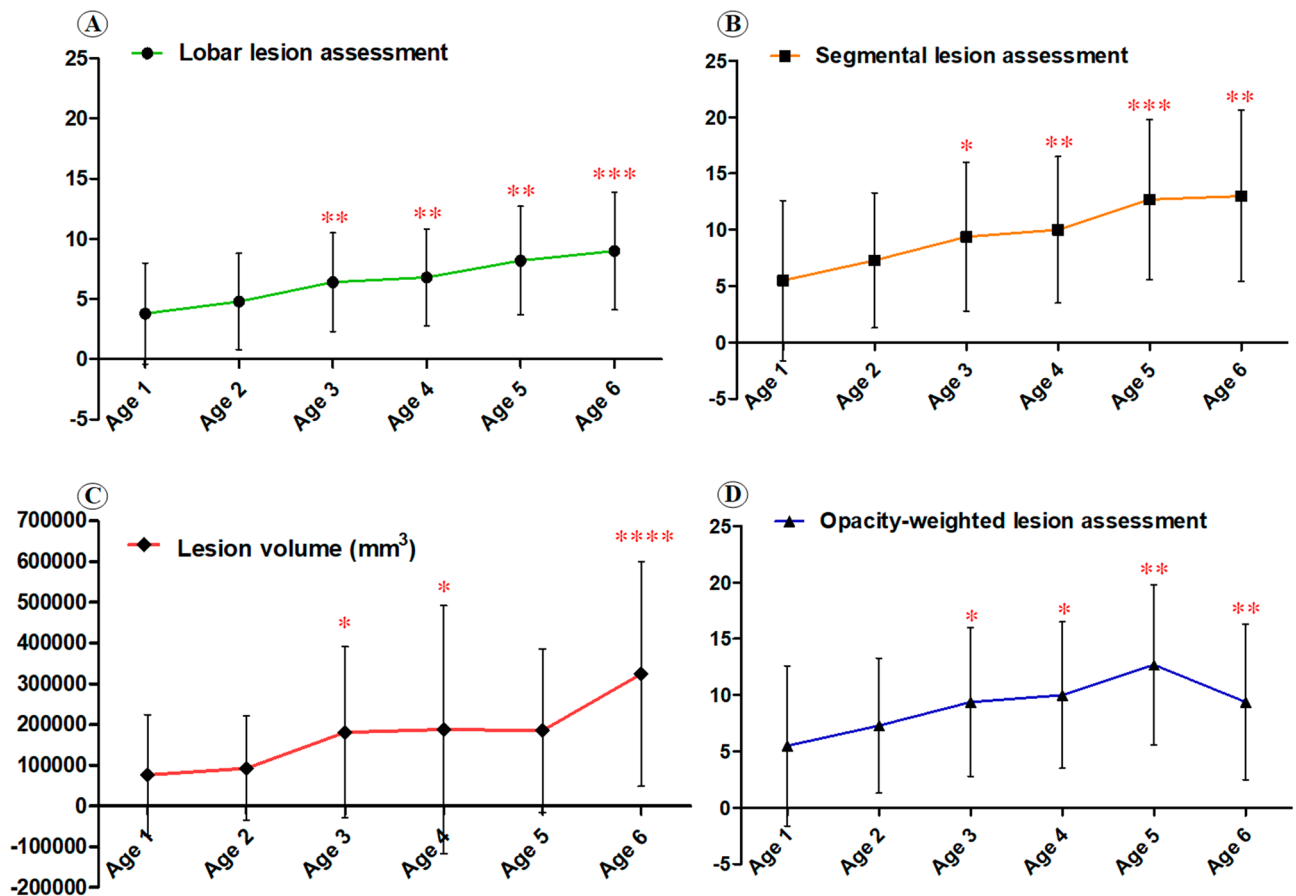 A
Lobar lesion assessment
25
20
15
10
5
0
-5
** ** ** ***
Age 1 Age 2 Age 3 Age 4 Age 5 Age 6
B
Segmental lesion assessment
25
20
15
10
5
0
-5
* ** *** **
Age 1 Age 2 Age 3 Age 4 Age 5 Age 6
C
Lesion volume (mm³)
700000
600000
500000
400000
300000
200000
100000
0
-100000
-200000
* * ****
Age 1 Age 2 Age 3 Age 4 Age 5 Age 6
D
Opacity-weighted lesion assessment
25
20
15
10
5
0
-5
* * ** **
Age 1 Age 2 Age 3 Age 4 Age 5 Age 6